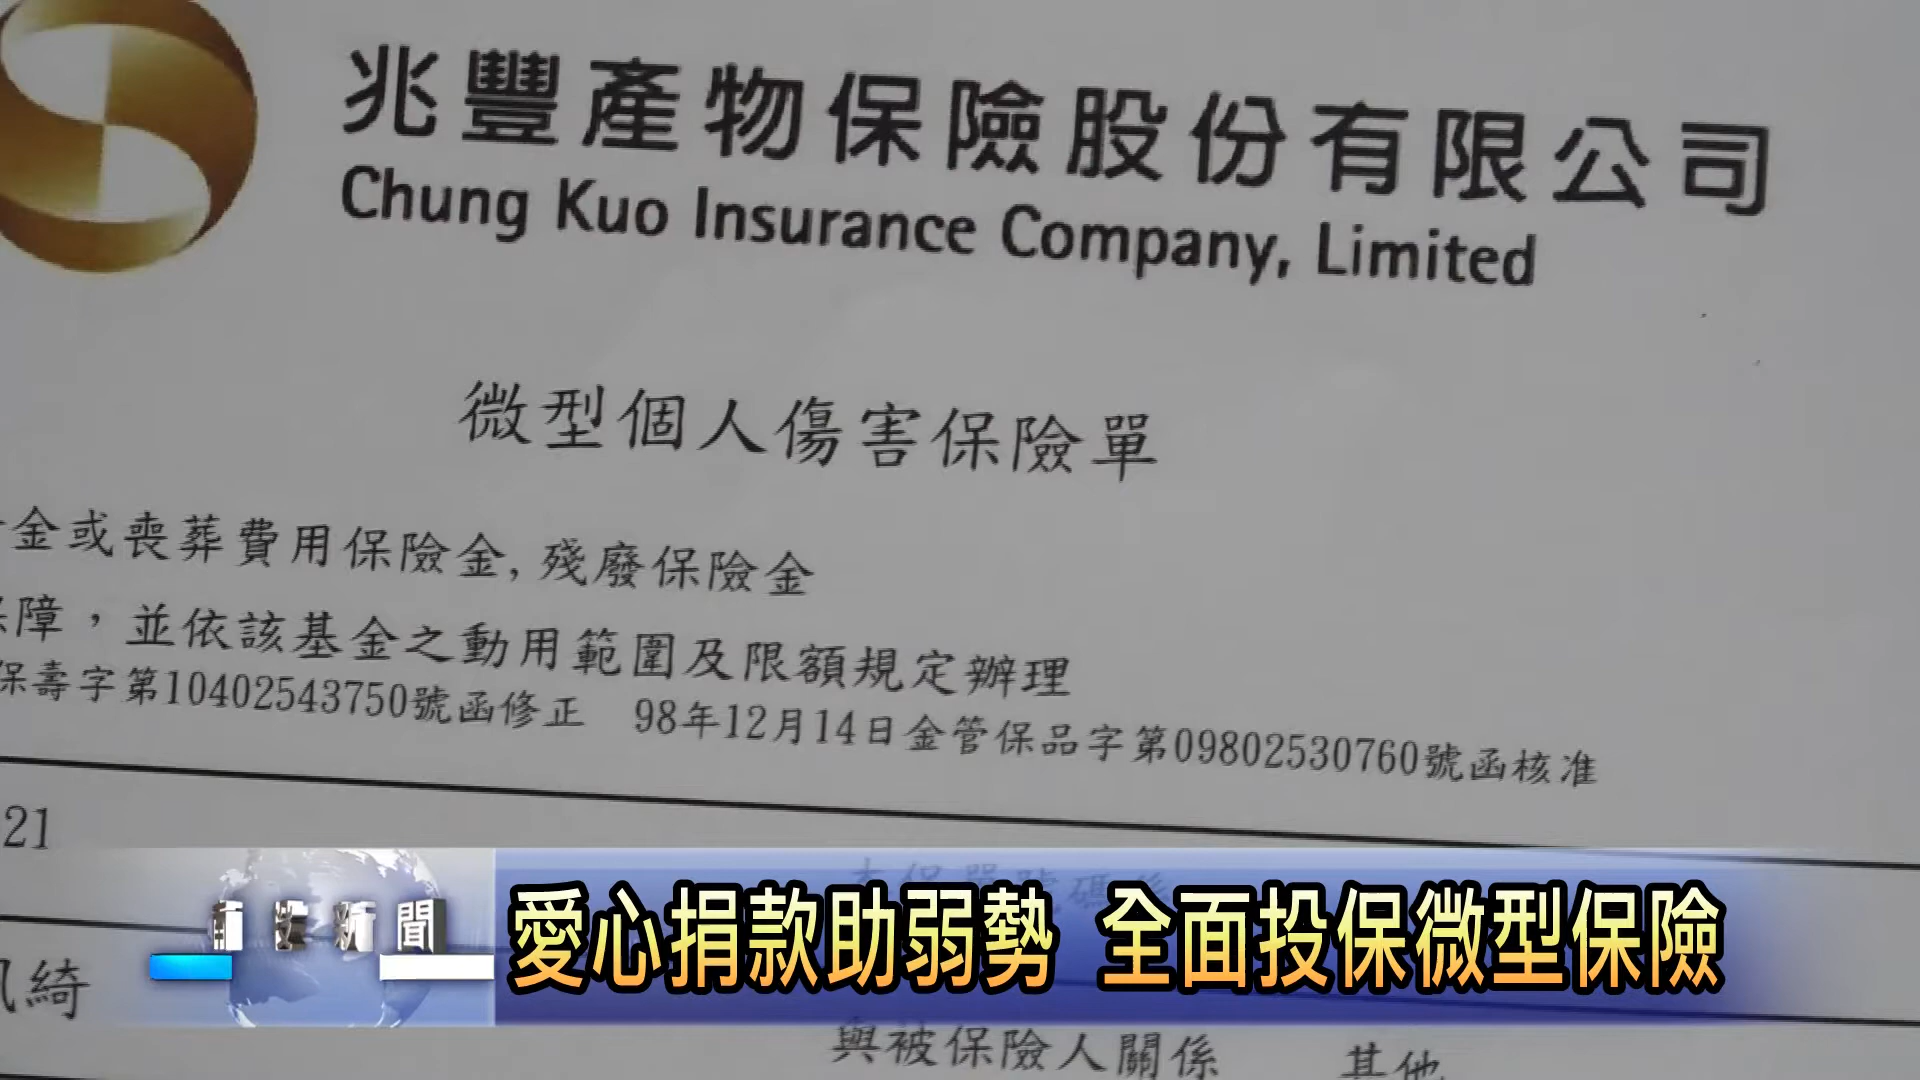 兆豐產物保險股份有限公司
Chung Kuo Insurance Company, Limited
微型個人傷害保險單
金或喪葬費用保險金,殘廢保險金
障，並依該基金之動用範圍及限額規定辦理
保壽字第10402543750號函修正　98年12月14日金管保品字第09802530760號函核准
21
新聞
愛心捐款助弱勢 全面投保微型保險
綺
與被保險人關係　其他